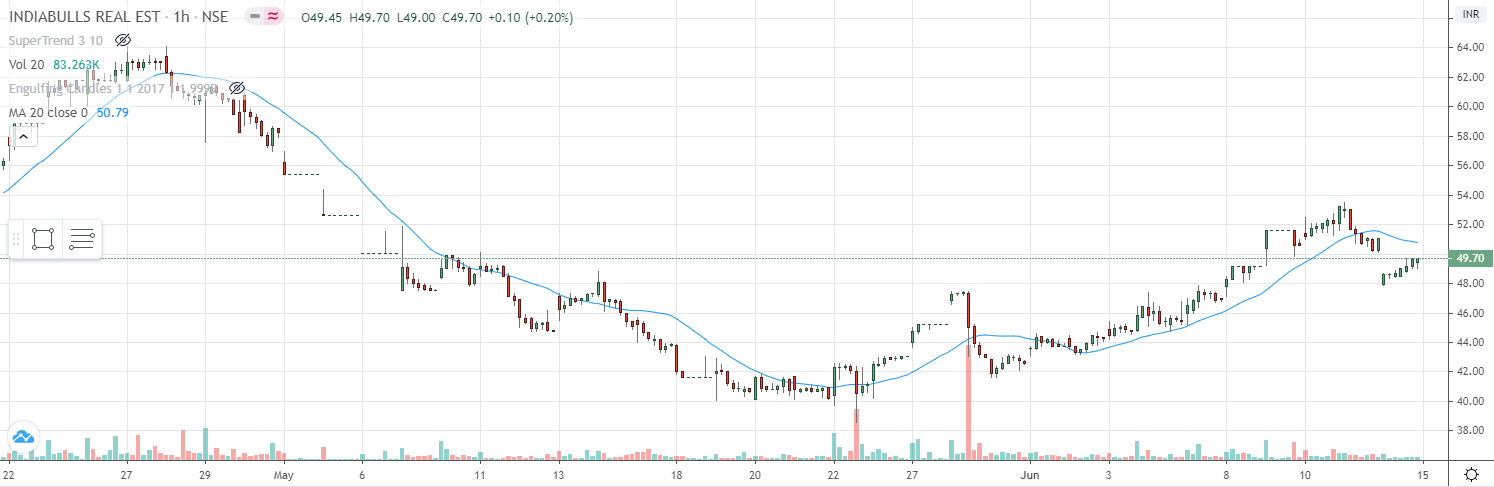 INDIABULLS REAL EST · 1h · NSE O49.45 H49.70 L49.00 C49.70 +0.10 (+0.20%)
INR
SuperTrend 3 10
Vol 20 83.263K
Engulfing Candles 1 1 2017
MA 20 close 0 50.79
64.00
62.00
60.00
58.00
56.00
54.00
52.00
49.70
48.00
46.00
44.00
42.00
40.00
38.00
22 27 29 May 6 11 13 18 20 22 27 Jun 3 8 10 15